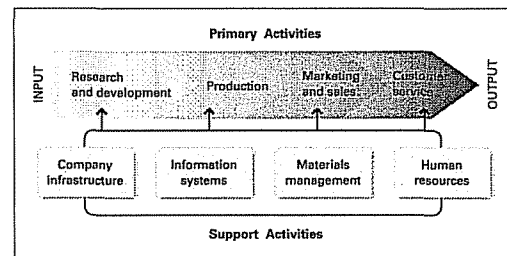 Primary Activities
INPUT
Research
and development
Production
Marketing
and sales
Customer
service
OUTPUT
Company
infrastructure
Information
systems
Materials
management
Human
resources
Support Activities